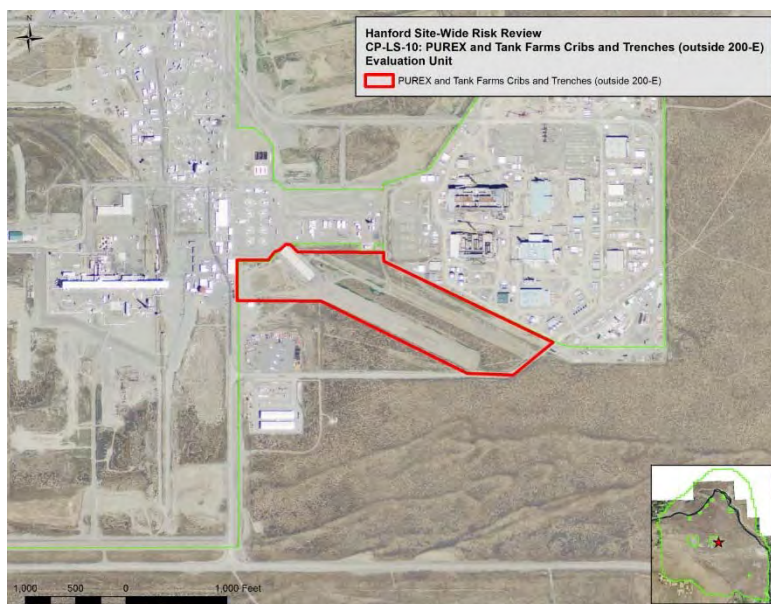 N
Hanford Site-Wide Risk Review
CP-LS-10: PUREX and Tank Farms Cribs and Trenches (outside 200-E)
Evaluation Unit
PUREX and Tank Farms Cribs and Trenches (outside 200-E)
1,000 500 0 1,000 Feet